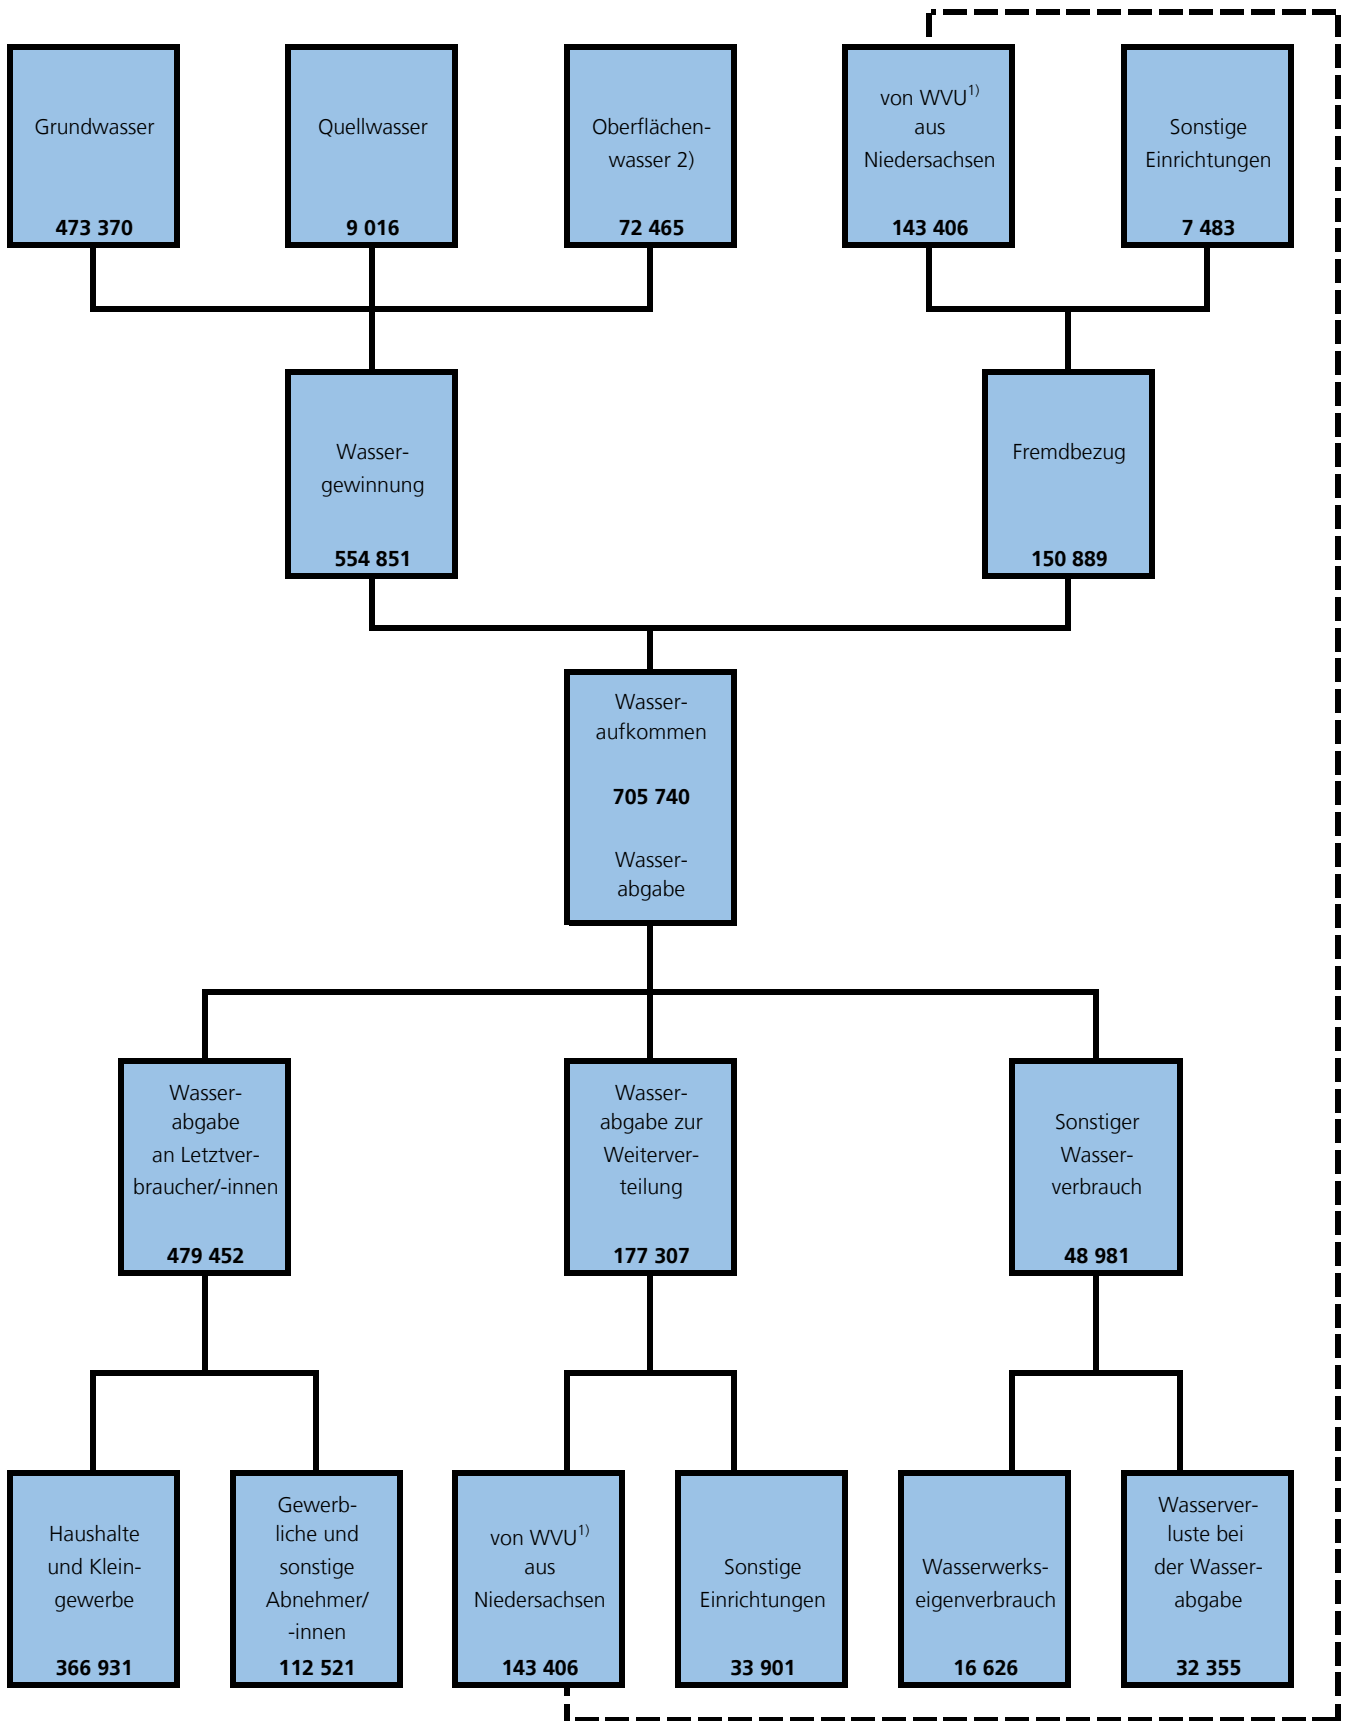 Grundwasser
473 370
Quellwasser
9 016
Oberflächen-
wasser 2)
72 465
von WVU1)
aus
Niedersachsen
143 406
Sonstige
Einrichtungen
7 483
Wasser-
gewinnung
554 851
Fremdbezug
150 889
Wasser-
aufkommen
705 740
Wasser-
abgabe
Wasser-
abgabe
an Letztver-
braucher/-innen
479 452
Wasser-
abgabe zur
Weiterver-
teilung
177 307
Sonstiger
Wasser-
verbrauch
48 981
Haushalte
und Klein-
gewerbe
366 931
Gewerb-
liche und
sonstige
Abnehmer/
-innen
112 521
von WVU1)
aus
Niedersachsen
143 406
Sonstige
Einrichtungen
33 901
Wasserwerks-
eigenverbrauch
16 626
Wasserver-
luste bei
der Wasser-
abgabe
32 355